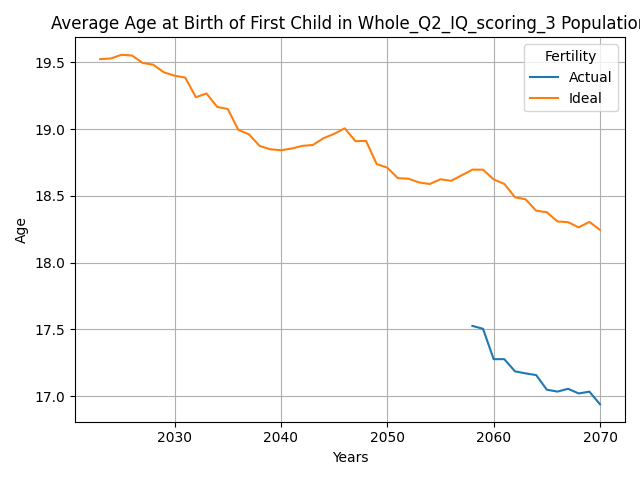 Average Age at Birth of First Child in Whole_Q2_IQ_scoring_3 Population
Fertility
Actual
Ideal
19.5
19.0
18.5
18.0
17.5
17.0
Age
2030 2040 2050 2060 2070
Years